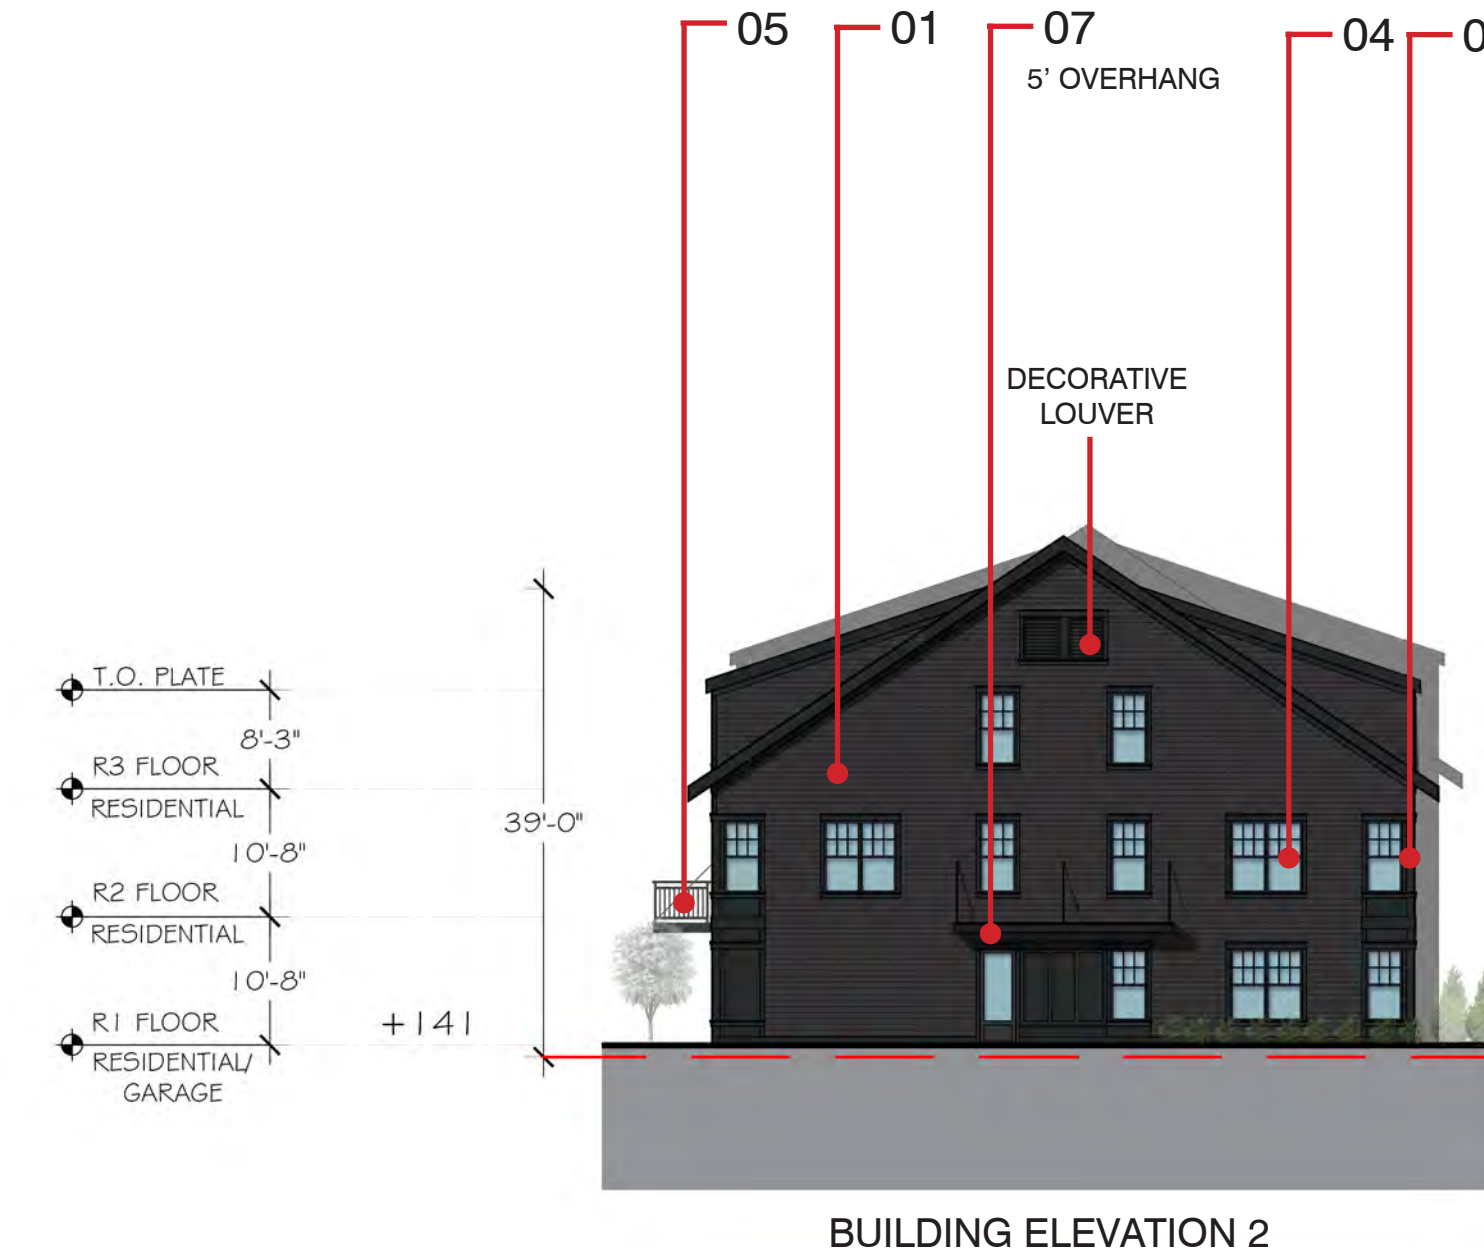 05
01
07
04
5’ OVERHANG
DECORATIVE
LOUVER
T.O. PLATE
8'-3"
R3 FLOOR
RESIDENTIAL
39'-0"
10'-8"
R2 FLOOR
RESIDENTIAL
10'-8"
R1 FLOOR
+141
RESIDENTIAL/
GARAGE
BUILDING ELEVATION 2